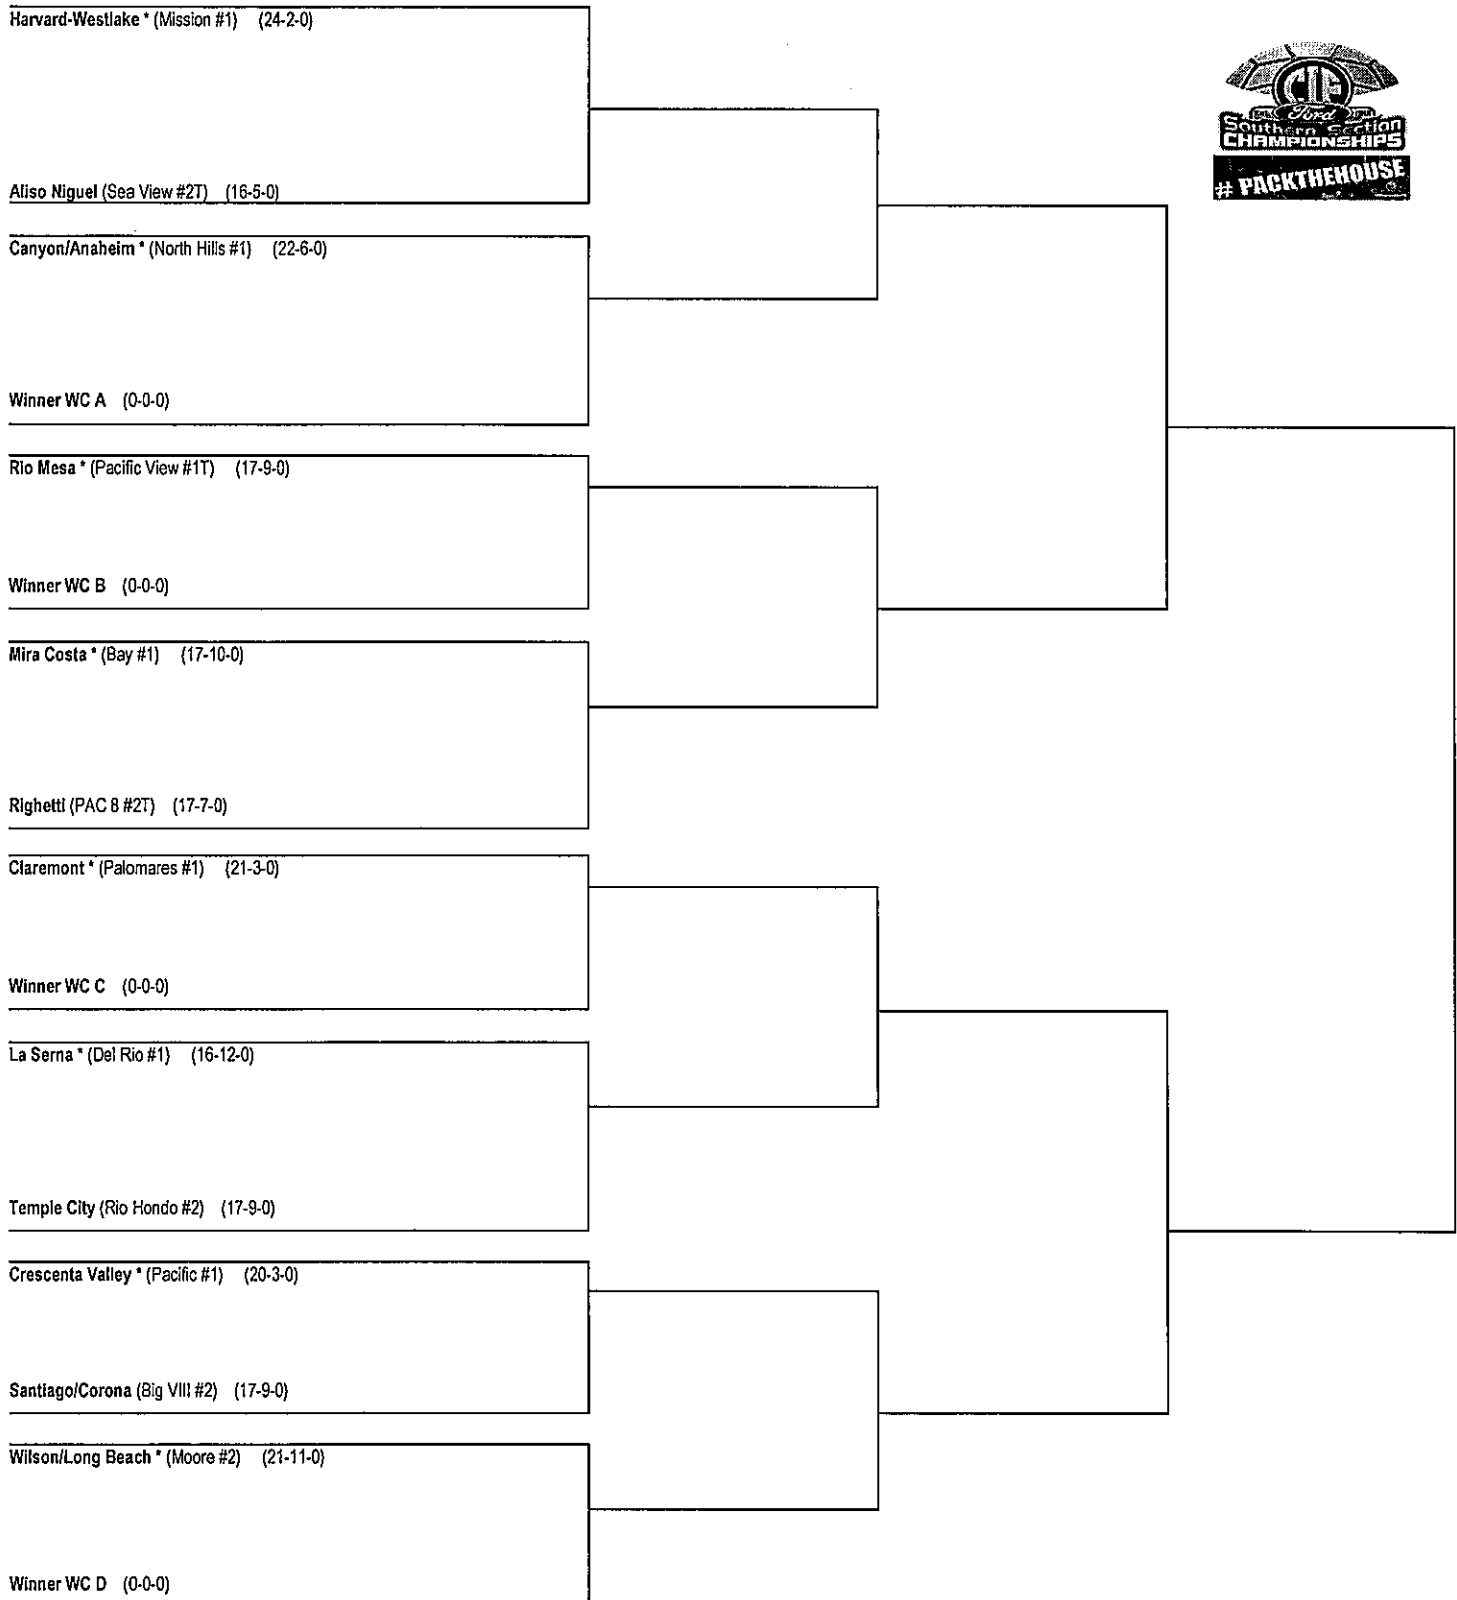 Harvard-Westlake * (Mission #1) (24-2-0)
CIF
Ford
Southern Section
CHAMPIONSHIPS
# PACKTHEHOUSE
Aliso Niguel (Sea View #2T) (16-5-0)
Canyon/Anaheim * (North Hills #1) (22-6-0)
Winner WC A (0-0-0)
Rio Mesa * (Pacific View #1T) (17-9-0)
Winner WC B (0-0-0)
Mira Costa * (Bay #1) (17-10-0)
Righetti (PAC 8 #2T) (17-7-0)
Claremont * (Palomares #1) (21-3-0)
Winner WC C (0-0-0)
La Serna * (Del Rio #1) (16-12-0)
Temple City (Rio Hondo #2) (17-9-0)
Crescenta Valley * (Pacific #1) (20-3-0)
Santiago/Corona (Big VIII #2) (17-9-0)
Wilson/Long Beach * (Moore #2) (21-11-0)
Winner WC D (0-0-0)